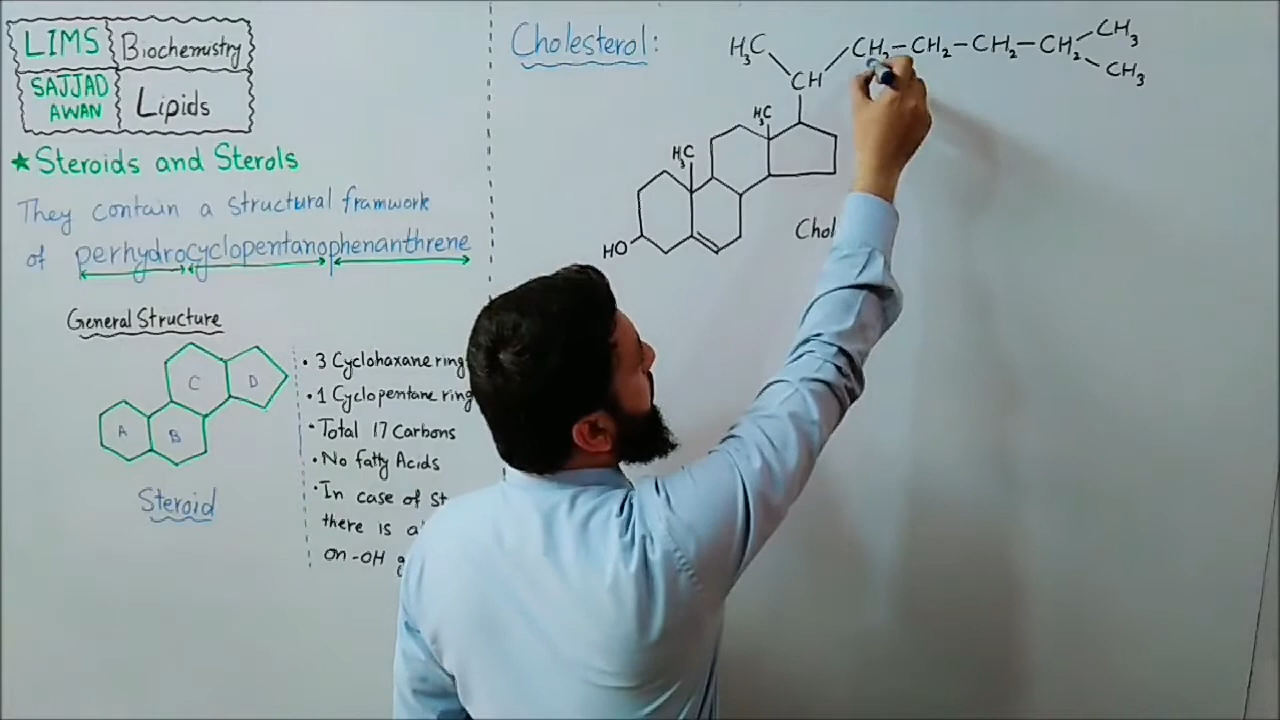 LIMS Biochemistry
SAJJAD
AWAN
Lipids
★Steroids and Sterols
They contain a structural framwork
of perhydrocyclopentanophenanthrene
General Structure
A
B
C
D
Steroid
• 3 Cyclohaxane ring
• 1 Cyclopentane ring
• Total 17 Carbons
• No fatty Acids
• In case of St
there is a
on -OH
Cholesterol:
H3C
CH
CH2-CH2-CH2-CH2
CH3
CH3
H3C
H3C
HO
Chol